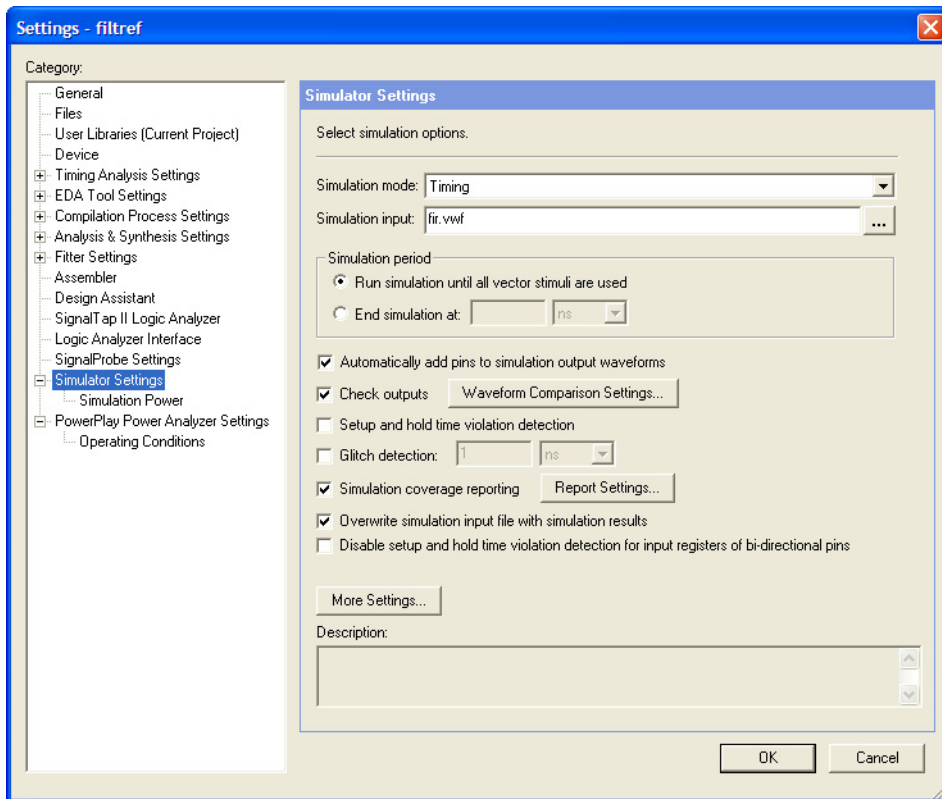 Settings - filtref
Category:
General
Files
User Libraries (Current Project)
Device
Timing Analysis Settings
EDA Tool Settings
Compilation Process Settings
Analysis & Synthesis Settings
Fitter Settings
Assembler
Design Assistant
SignalTap II Logic Analyzer
Logic Analyzer Interface
SignalProbe Settings
Simulator Settings
Simulation Power
PowerPlay Power Analyzer Settings
Operating Conditions
Simulator Settings
Select simulation options.
Simulation mode: Timing
Simulation input: fir.vwf ...
Simulation period
Run simulation until all vector stimuli are used
End simulation at: ns
Automatically add pins to simulation output waveforms
Check outputs Waveform Comparison Settings...
Setup and hold time violation detection
Glitch detection: 1 ns
Simulation coverage reporting Report Settings...
Overwrite simulation input file with simulation results
Disable setup and hold time violation detection for input registers of bi-directional pins
More Settings...
Description:
OK Cancel